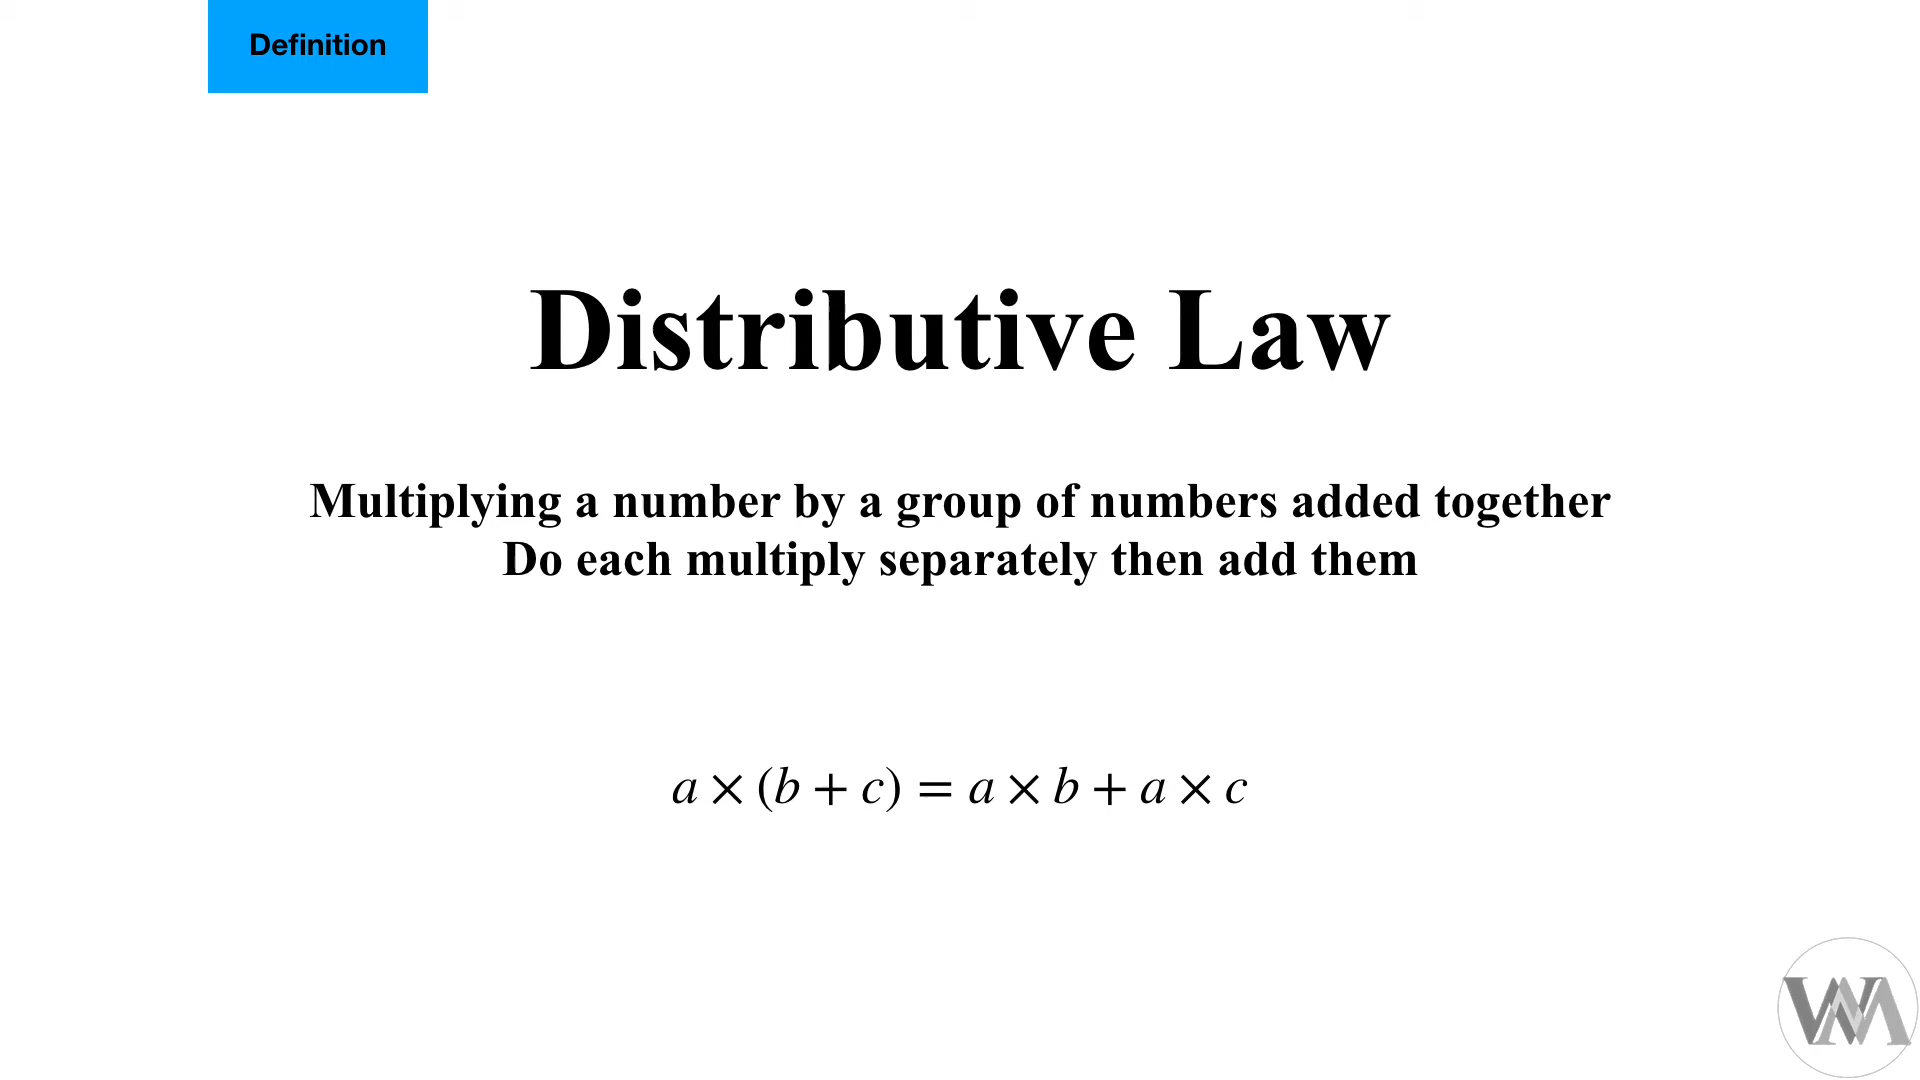 Definition
Distributive Law
Multiplying a number by a group of numbers added together
Do each multiply separately then add them
a × (b + c) = a × b + a × c